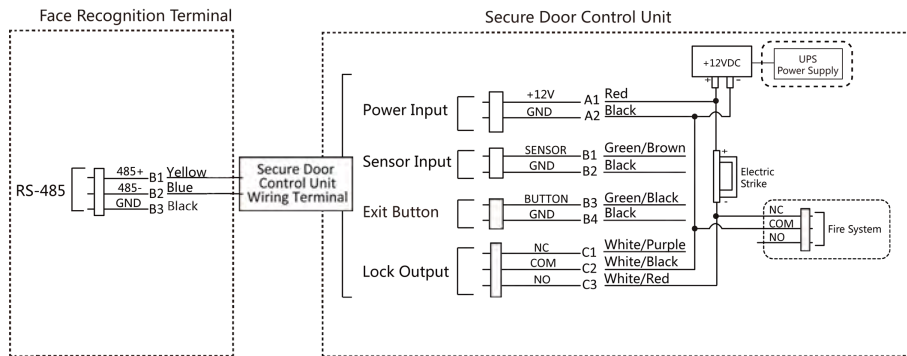 Face Recognition Terminal
RS-485
485+ B1 Yellow
485- B2 Blue
GND B3 Black
Secure Door
Control Unit
Wiring Terminal
Secure Door Control Unit
Power Input
+12V A1 Red
GND A2 Black
Sensor Input
SENSOR B1 Green/Brown
GND B2 Black
Exit Button
BUTTON B3 Green/Black
GND B4 Black
Lock Output
NC C1 White/Purple
COM C2 White/Black
NO C3 White/Red
+12VDC
+ -
UPS
Power Supply
+
Electric
Strike
-
NC
COM
NO
Fire System